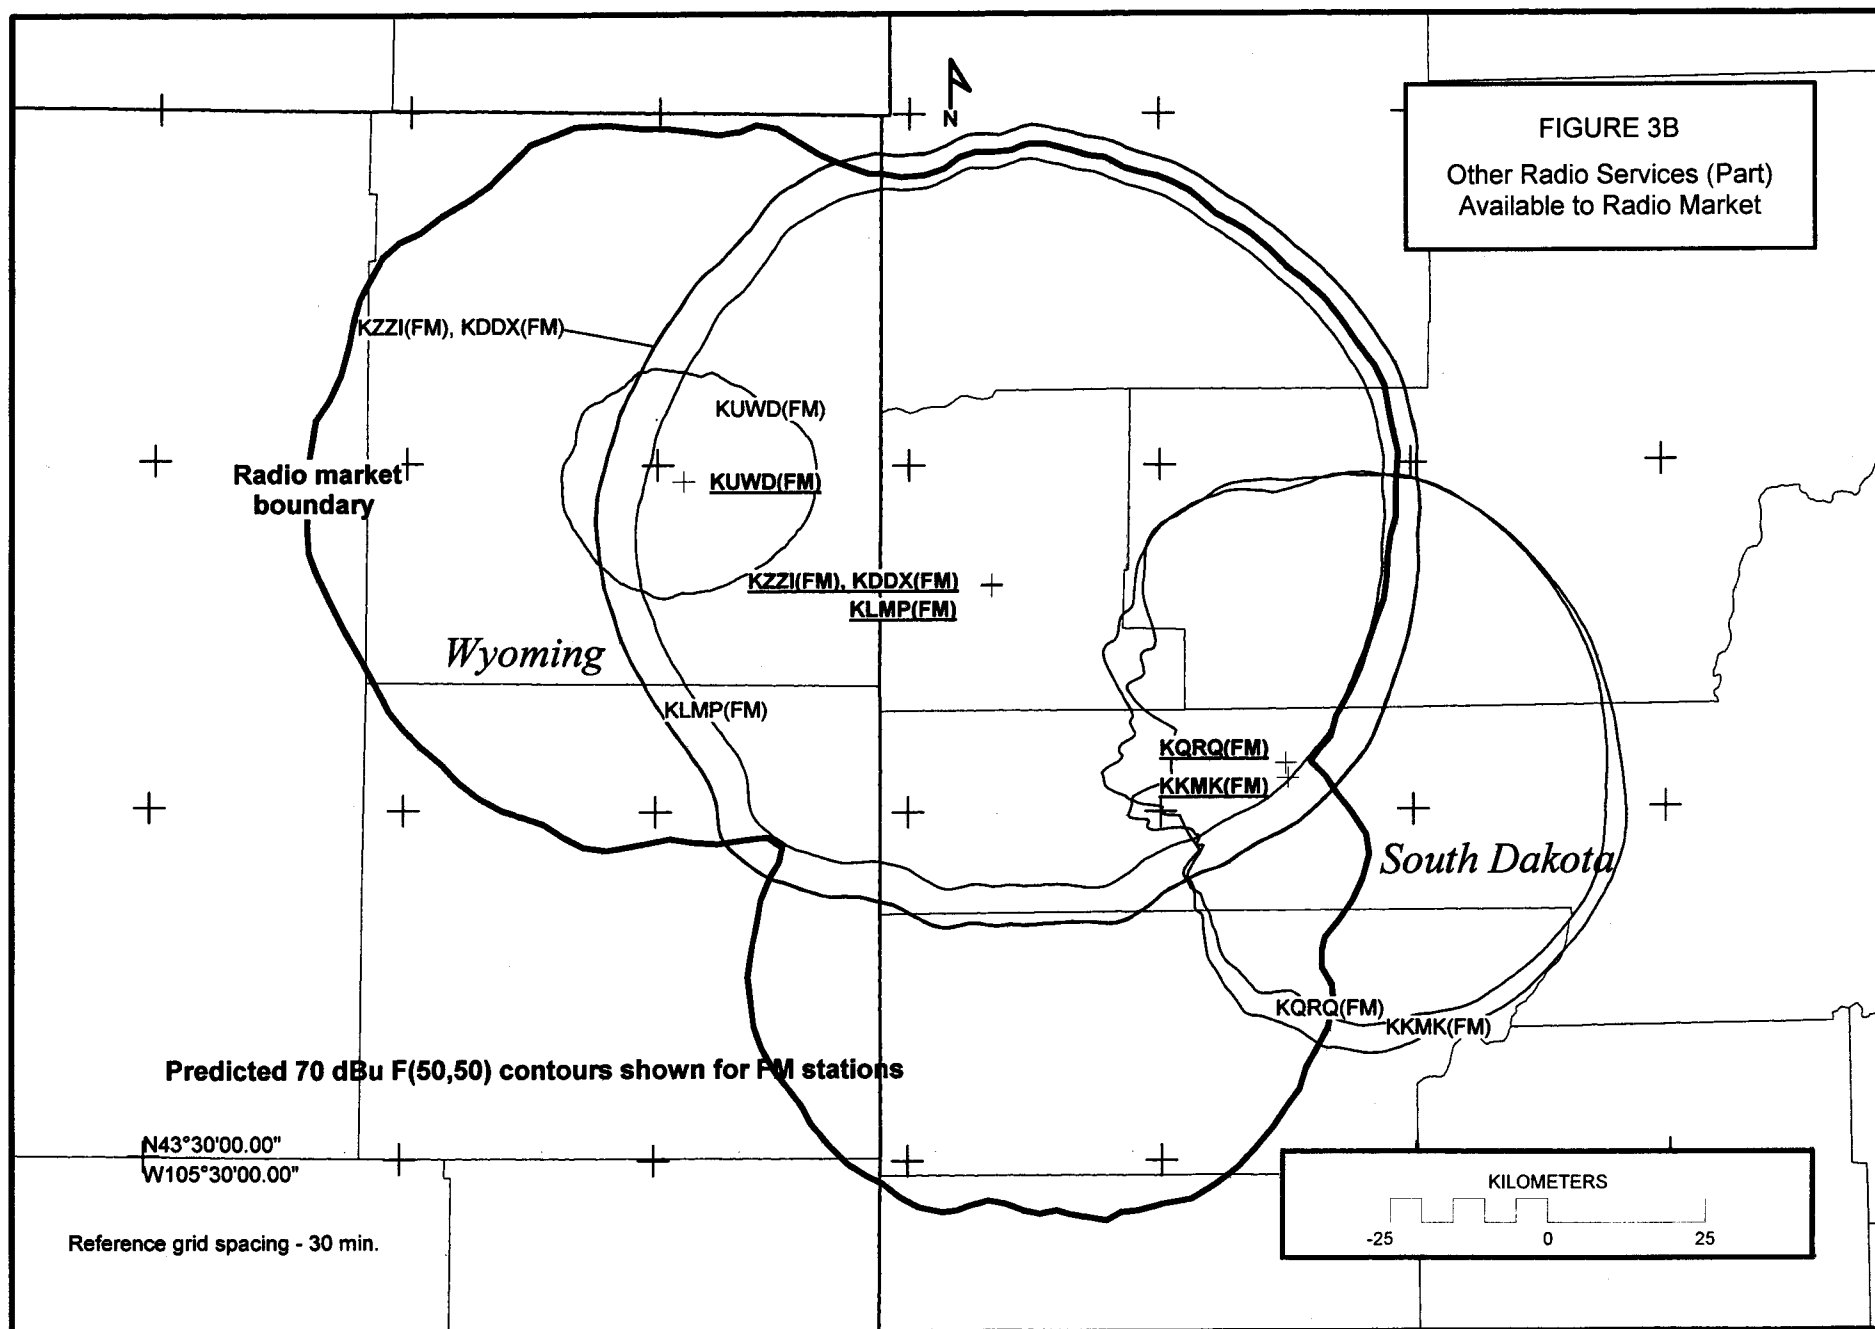 N
FIGURE 3B
Other Radio Services (Part)
Available to Radio Market
KZZI(FM), KDDX(FM)
KUWD(FM)
Radio market
boundary
KUWD(FM)
KZZI(FM), KDDX(FM)
KLMP(FM)
Wyoming
KLMP(FM)
KQRQ(FM)
KKMK(FM)
South Dakota
KQRQ(FM)
KKMK(FM)
Predicted 70 dBu F(50,50) contours shown for FM stations
N43°30'00.00"
W105°30'00.00"
KILOMETERS
-25 0 25
Reference grid spacing - 30 min.